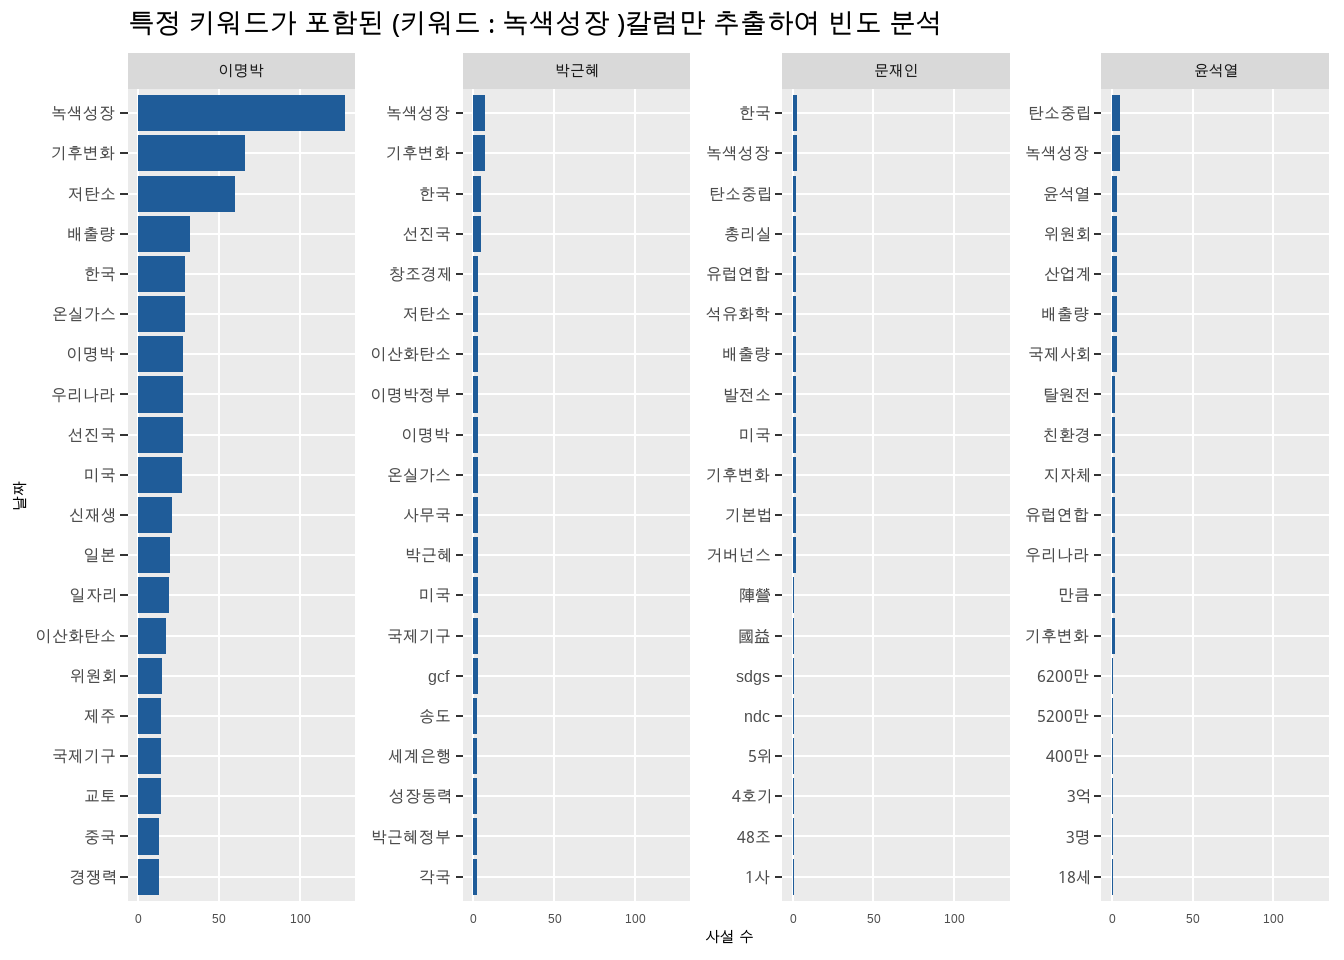 특정 키워드가 포함된 (키워드 : 녹색성장 )칼럼만 추출하여 빈도 분석
이명박
녹색성장
기후변화
저탄소
배출량
한국
온실가스
이명박
우리나라
선진국
미국
신재생
일본
일자리
이산화탄소
위원회
제주
국제기구
교토
중국
경쟁력
0 50 100
박근혜
녹색성장
기후변화
한국
선진국
창조경제
저탄소
이산화탄소
이명박정부
이명박
온실가스
사무국
박근혜
미국
국제기구
gcf
송도
세계은행
성장동력
박근혜정부
각국
0 50 100
문재인
한국
녹색성장
탄소중립
총리실
유럽연합
석유화학
배출량
발전소
미국
기후변화
기본법
거버넌스
陣營
國益
sdgs
ndc
5위
4호기
48조
1사
0 50 100
윤석열
탄소중립
녹색성장
윤석열
위원회
산업계
배출량
국제사회
탈원전
친환경
지자체
유럽연합
우리나라
만큼
기후변화
6200만
5200만
400만
3억
3명
18세
0 50 100
날짜
사설 수